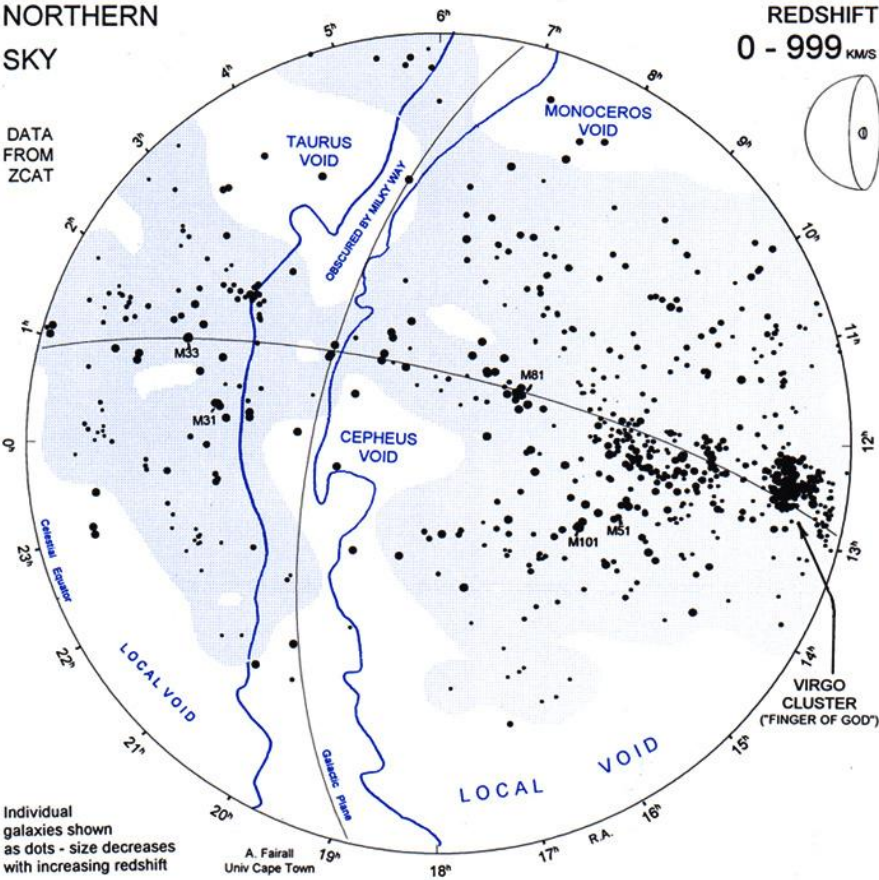 NORTHERN
SKY
DATA
FROM
ZCAT
REDSHIFT
0 - 999 KM/S
6ʰ
7ʰ
8ʰ
9ʰ
10ʰ
11ʰ
12ʰ
13ʰ
14ʰ
15ʰ
16ʰ
R.A.
17ʰ
18ʰ
19ʰ
20ʰ
21ʰ
22ʰ
23ʰ
0ʰ
1ʰ
2ʰ
3ʰ
4ʰ
5ʰ
MONOCEROS
VOID
TAURUS
VOID
OBSCURED BY MILKY WAY
M33
M81
M31
CEPHEUS
VOID
M51
M101
Celestial Equator
LOCAL VOID
Galactic Plane
LOCAL VOID
VIRGO
CLUSTER
("FINGER OF GOD")
Individual
galaxies shown
as dots - size decreases
with increasing redshift
A. Fairall
Univ Cape Town